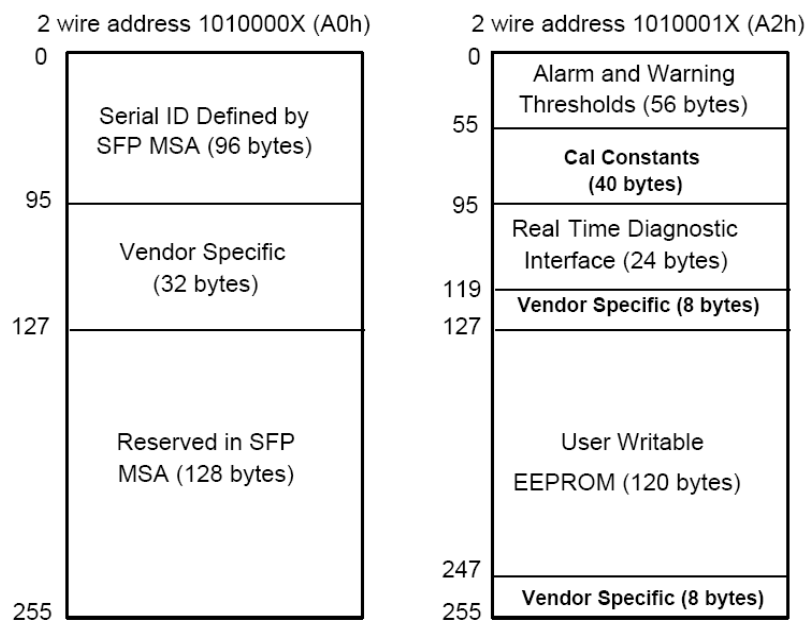 2 wire address 1010000X (A0h)
0
Serial ID Defined by
SFP MSA (96 bytes)
95
Vendor Specific
(32 bytes)
127
Reserved in SFP
MSA (128 bytes)
255
2 wire address 1010001X (A2h)
0
Alarm and Warning
Thresholds (56 bytes)
55
Cal Constants
(40 bytes)
95
Real Time Diagnostic
Interface (24 bytes)
119
Vendor Specific (8 bytes)
127
User Writable
EEPROM (120 bytes)
247
Vendor Specific (8 bytes)
255